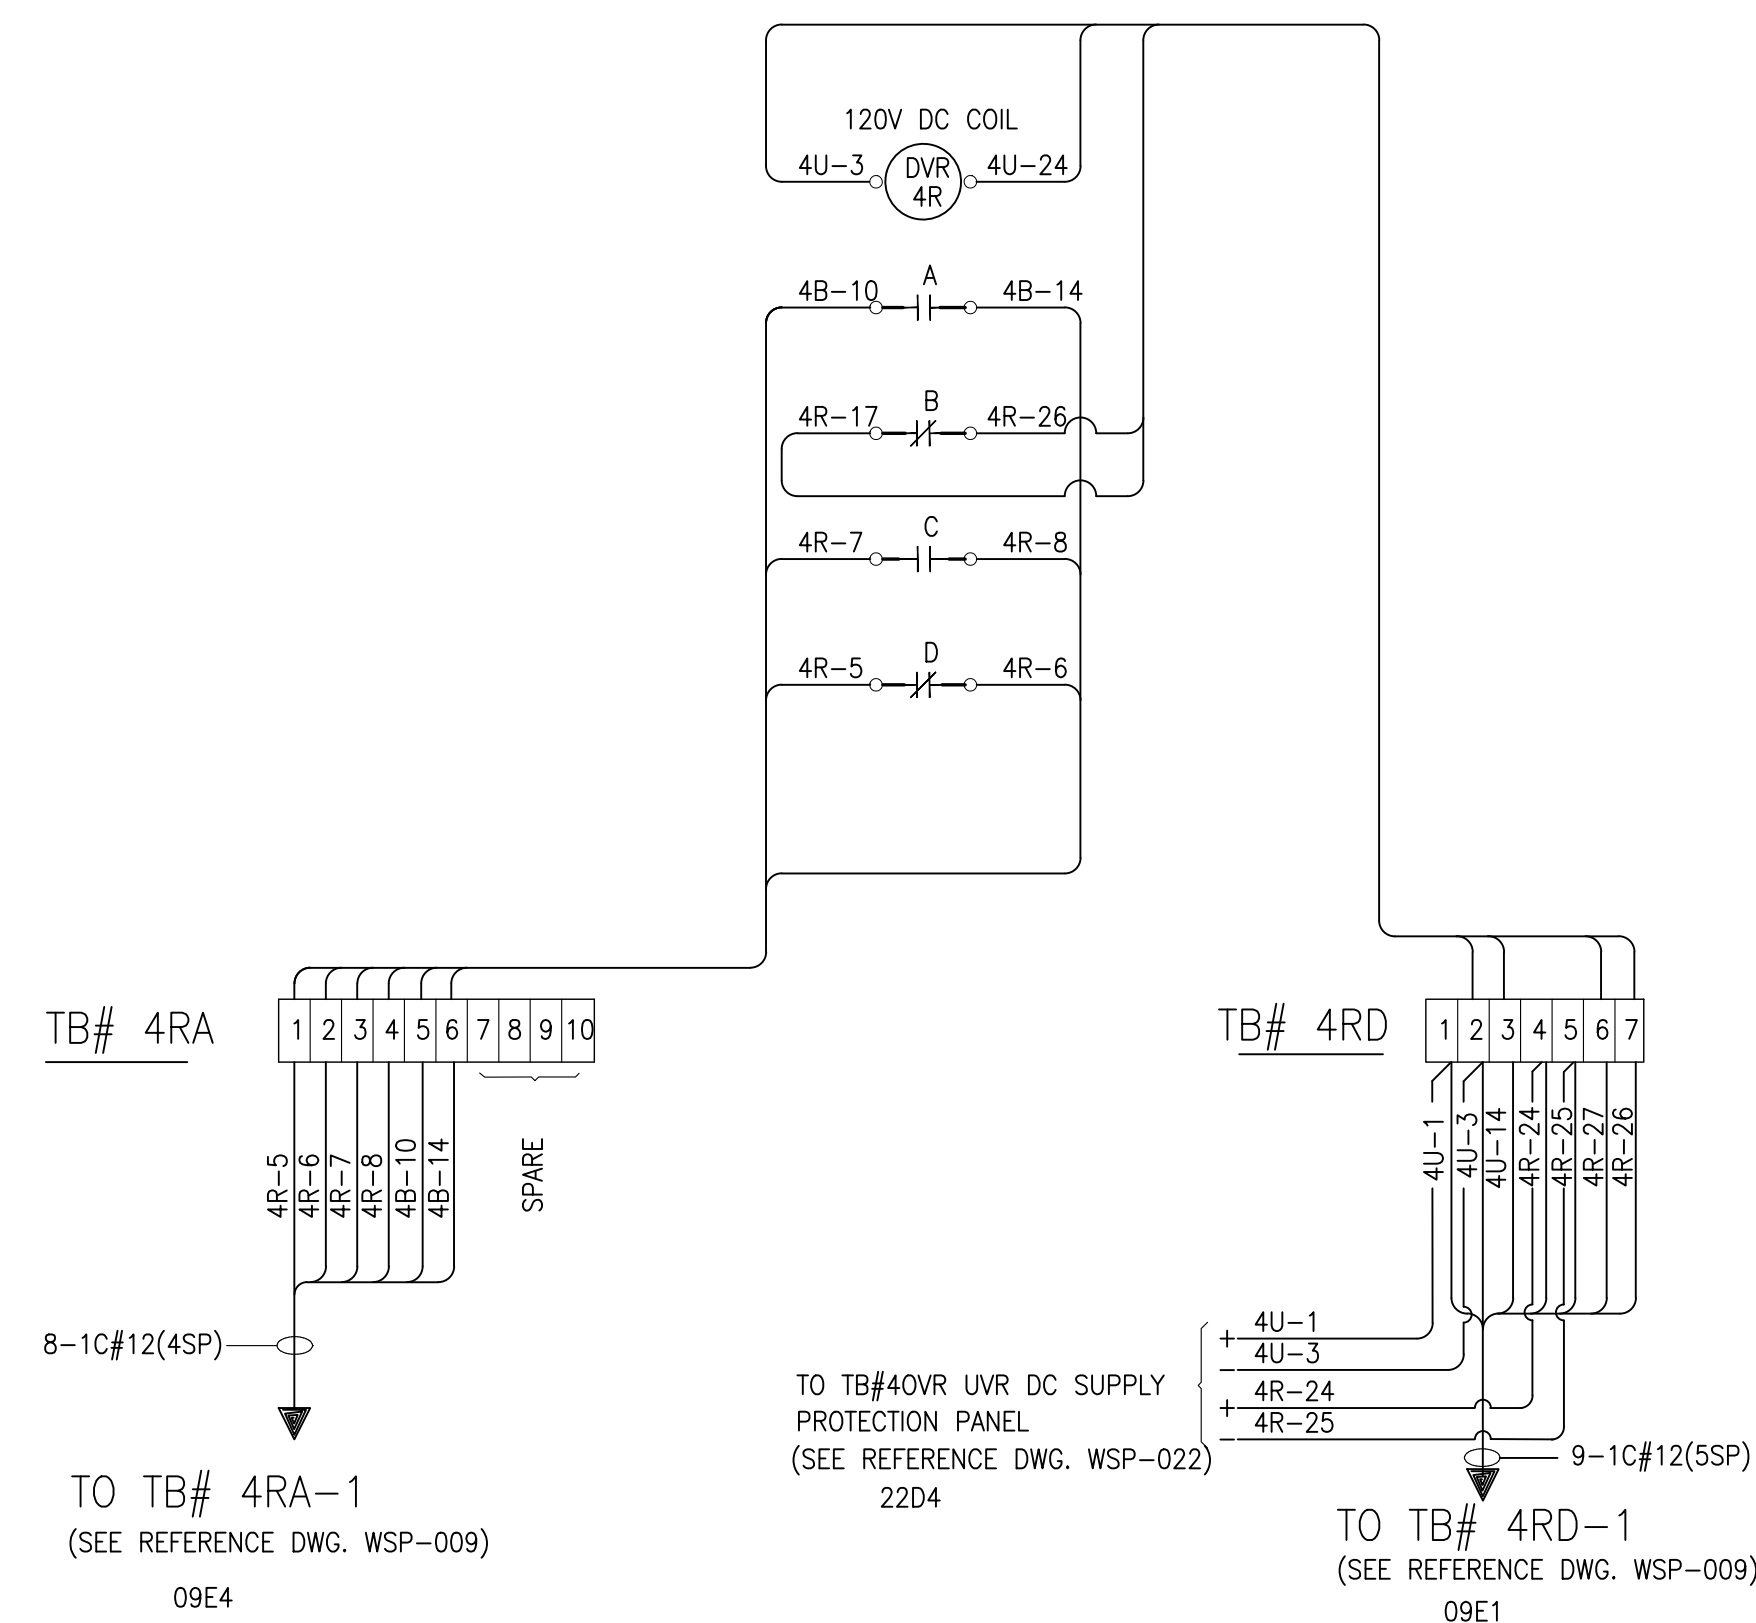 120V DC COIL
4U-3
DVR
4R
4U-24
A
4B-10
4B-14
B
4R-17
4R-26
C
4R-7
4R-8
D
4R-5
4R-6
TB# 4RA
1 2 3 4 5 6 7 8 9 10
4R-5
4R-6
4R-7
4R-8
4B-10
4B-14
SPARE
8-1C#12(4SP)
TO TB# 4RA-1
(SEE REFERENCE DWG. WSP-009)
09E4
TB# 4RD
1 2 3 4 5 6 7
4U-1
4U-3
4U-14
4R-24
4R-25
4R-27
4R-26
+ 4U-1
- 4U-3
+ 4R-24
- 4R-25
TO TB#40VR UVR DC SUPPLY
PROTECTION PANEL
(SEE REFERENCE DWG. WSP-022)
22D4
9-1C#12(5SP)
TO TB# 4RD-1
(SEE REFERENCE DWG. WSP-009)
09E1